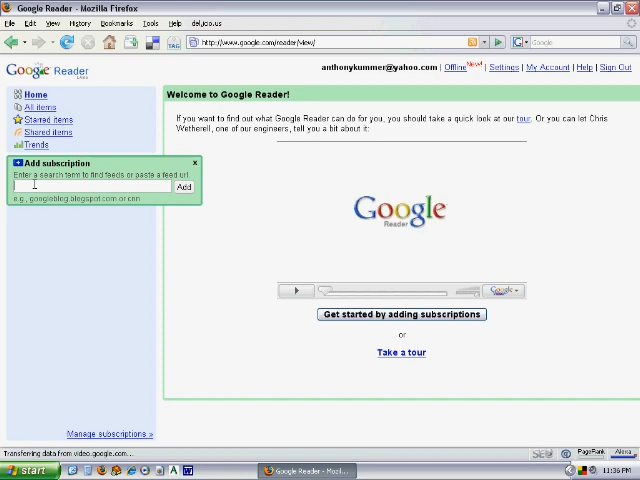 Google Reader - Mozilla Firefox
File Edit View History Bookmarks Tools Help del.icio.us
TAG http://www.google.com/reader/view/ Google
Google Reader LABS
anthonykummer@yahoo.com | Offline New! | Settings | My Account | Help | Sign Out
Home
All items
Starred items
Shared items
Trends
Add subscription x
Enter a search term to find feeds or paste a feed url.
Add
e.g., googleblog.blogspot.com or cnn
Manage subscriptions »
Welcome to Google Reader!
If you want to find out what Google Reader can do for you, you should take a quick look at our tour. Or you can let Chris
Wetherell, one of our engineers, tell you a bit about it:
Google
Reader
Google
Get started by adding subscriptions
or
Take a tour
Transferring data from video.google.com... PageRank Alexa
start Google Reader - Mozil... 11:36 PM